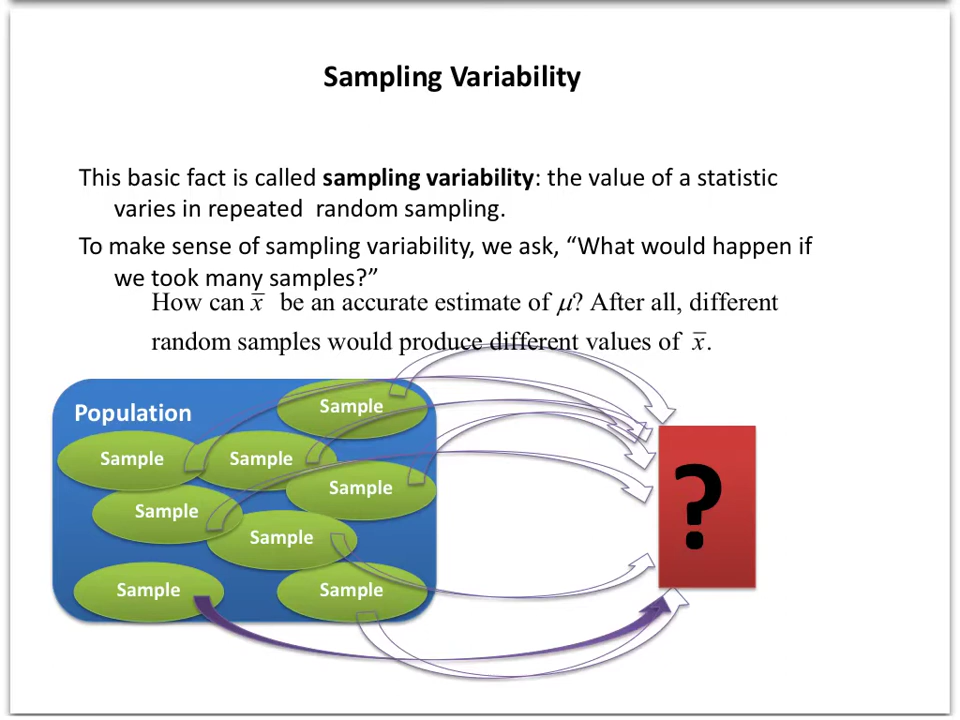 Sampling Variability
This basic fact is called sampling variability: the value of a statistic
varies in repeated random sampling.
To make sense of sampling variability, we ask, “What would happen if
we took many samples?”
How can x̅ be an accurate estimate of μ? After all, different
random samples would produce different values of x̅.
Population
Sample
Sample
Sample
Sample
Sample
Sample
Sample
Sample
?